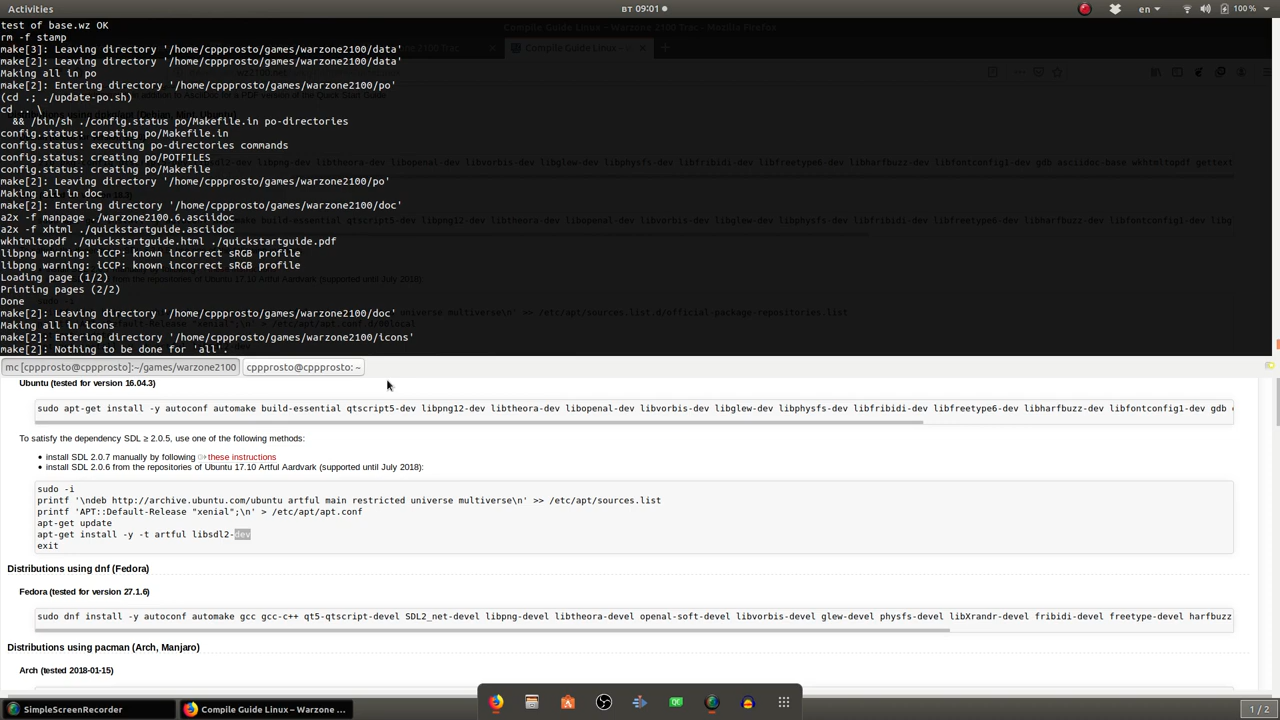 Activities
вт 09:01
en
100 %
Compile Guide Linux – Warzone 2100 Trac - Mozilla Firefox
Compile Guide Linux –
test of base.wz OK
rm -f stamp
make[3]: Leaving directory '/home/cppprosto/games/warzone2100/data'
make[2]: Leaving directory '/home/cppprosto/games/warzone2100/data'
Making all in po
make[2]: Entering directory '/home/cppprosto/games/warzone2100/po'
(cd .; ./update-po.sh)
cd .. \
&& /bin/sh ./config.status po/Makefile.in po-directories
config.status: creating po/Makefile.in
config.status: executing po-directories commands
config.status: creating po/POTFILES
config.status: creating po/Makefile
make[2]: Leaving directory '/home/cppprosto/games/warzone2100/po'
Making all in doc
make[2]: Entering directory '/home/cppprosto/games/warzone2100/doc'
a2x -f manpage ./warzone2100.6.asciidoc
a2x -f xhtml ./quickstartguide.asciidoc
wkhtmltopdf ./quickstartguide.html ./quickstartguide.pdf
libpng warning: iCCP: known incorrect sRGB profile
libpng warning: iCCP: known incorrect sRGB profile
Loading page (1/2)
Printing pages (2/2)
Done
make[2]: Leaving directory '/home/cppprosto/games/warzone2100/doc'
Making all in icons
make[2]: Entering directory '/home/cppprosto/games/warzone2100/icons'
make[2]: Nothing to be done for 'all'.
mc [cppprosto@cppprosto]:~/games/warzone2100
cppprosto@cppprosto: ~
Ubuntu (tested for version 16.04.3)
sudo apt-get install -y autoconf automake build-essential qtscript5-dev libpng12-dev libtheora-dev libopenal-dev libvorbis-dev libglew-dev libphysfs-dev libfribidi-dev libfreetype6-dev libharfbuzz-dev libfontconfig1-dev gdb
To satisfy the dependency SDL ≥ 2.0.5, use one of the following methods:
• install SDL 2.0.7 manually by following these instructions
• install SDL 2.0.6 from the repositories of Ubuntu 17.10 Artful Aardvark (supported until July 2018):
sudo -i
printf '\ndeb http://archive.ubuntu.com/ubuntu artful main restricted universe multiverse\n' >> /etc/apt/sources.list
printf 'APT::Default-Release "xenial";\n' > /etc/apt/apt.conf
apt-get update
apt-get install -y -t artful libsdl2-dev
exit
Distributions using dnf (Fedora)
Fedora (tested for version 27.1.6)
sudo dnf install -y autoconf automake gcc gcc-c++ qt5-qtscript-devel SDL2_net-devel libpng-devel libtheora-devel openal-soft-devel libvorbis-devel glew-devel physfs-devel libXrandr-devel fribidi-devel freetype-devel harfbuzz
Distributions using pacman (Arch, Manjaro)
Arch (tested 2018-01-15)
SimpleScreenRecorder
Compile Guide Linux – Warzone ...
1 / 2